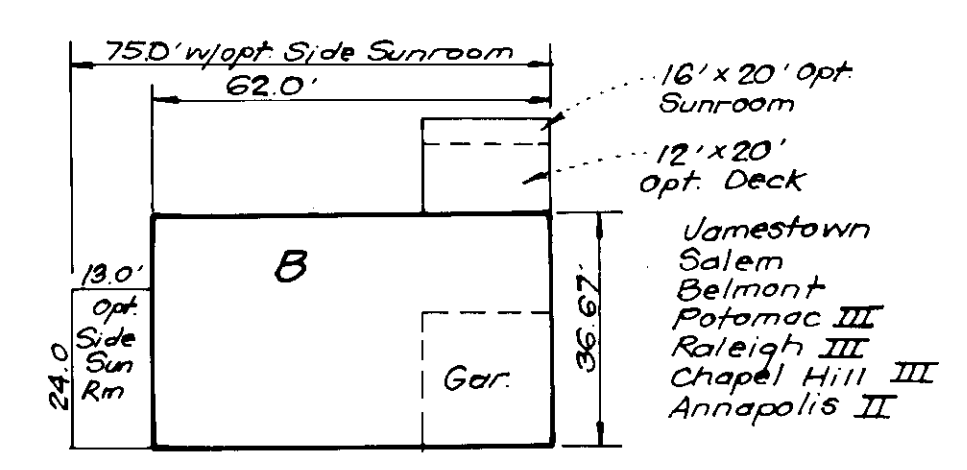 75.0' w/opt. Side Sunroom
62.0'
16' x 20' Opt.
Sunroom
12' x 20'
Opt. Deck
B
13.0'
Opt.
Side
Sun
Rm
24.0
Gar.
36.67'
Jamestown
Salem
Belmont
Potomac III
Raleigh III
Chapel Hill III
Annapolis II